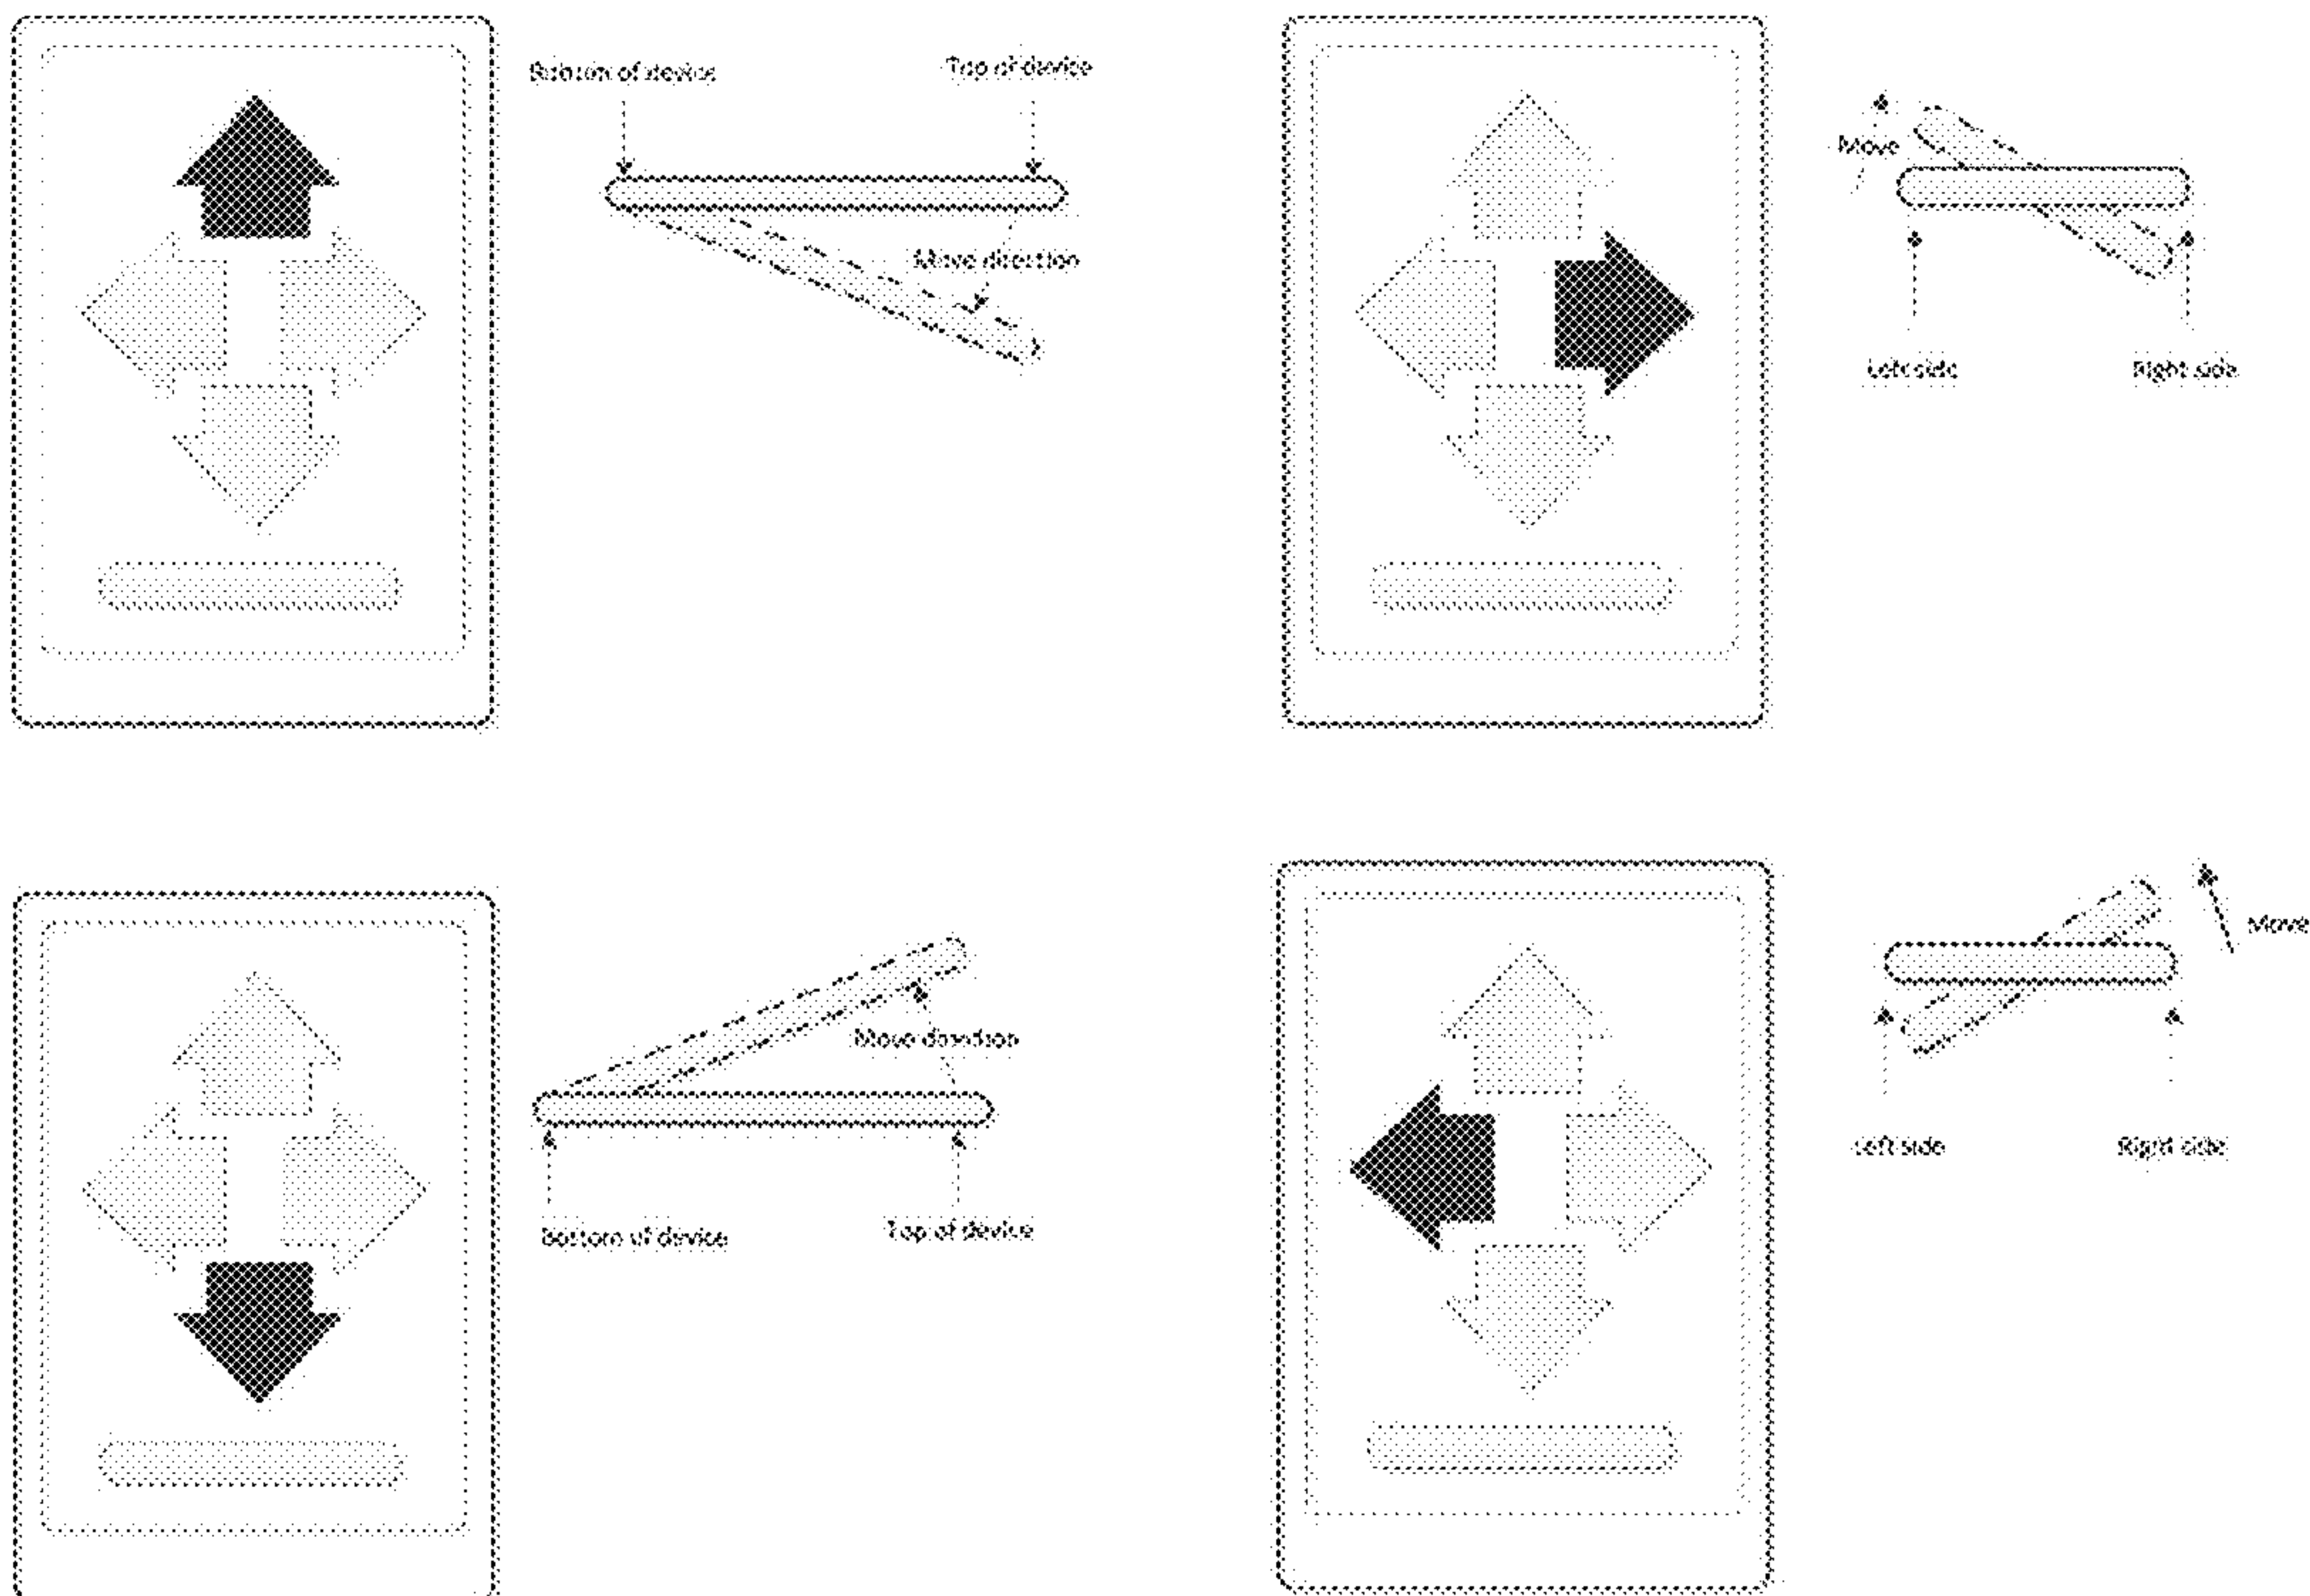 Bottom of device
Top of device
Move direction
Move
Left side
Right side
Move direction
Bottom of device
Top of device
Move
Left side
Right side